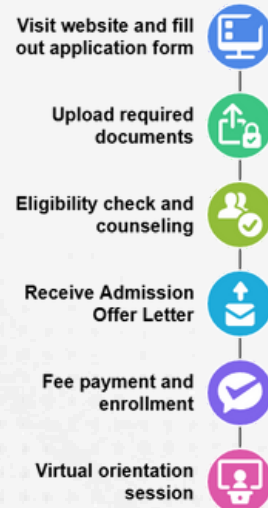 Visit website and fill
out application form
Upload required
documents
Eligibility check and
counseling
Receive Admission
Offer Letter
Fee payment and
enrollment
Virtual orientation
session